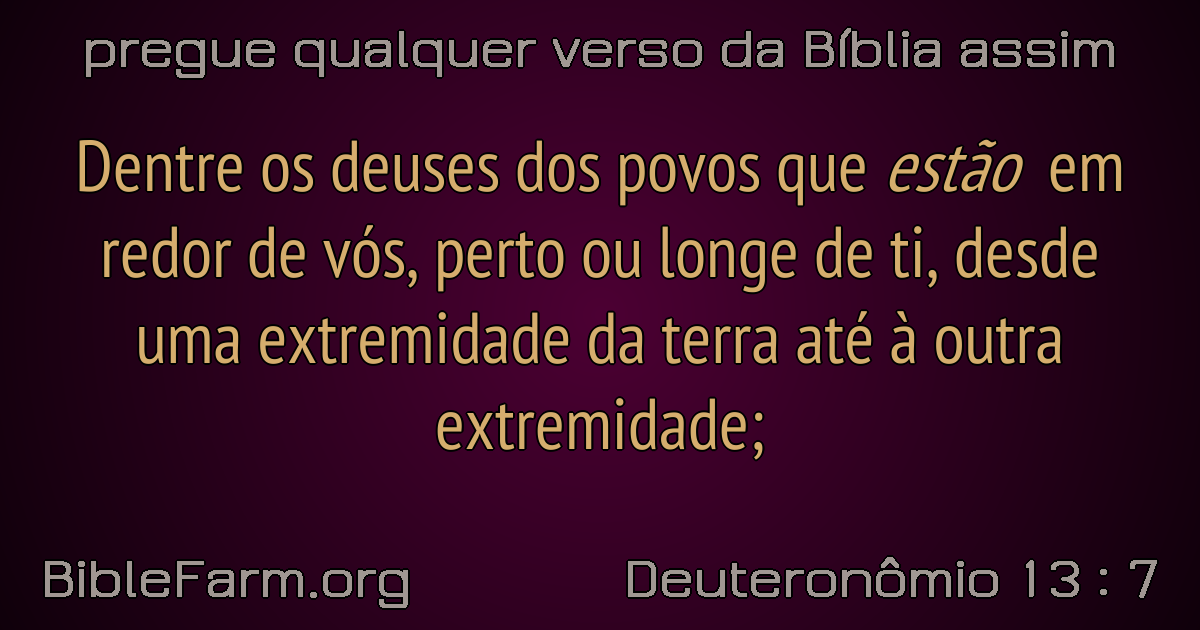 pregue qualquer verso da Bíblia assim
Dentre os deuses dos povos que estão em
redor de vós, perto ou longe de ti, desde
uma extremidade da terra até à outra
extremidade;
BibleFarm.org
Deuteronômio 13 : 7